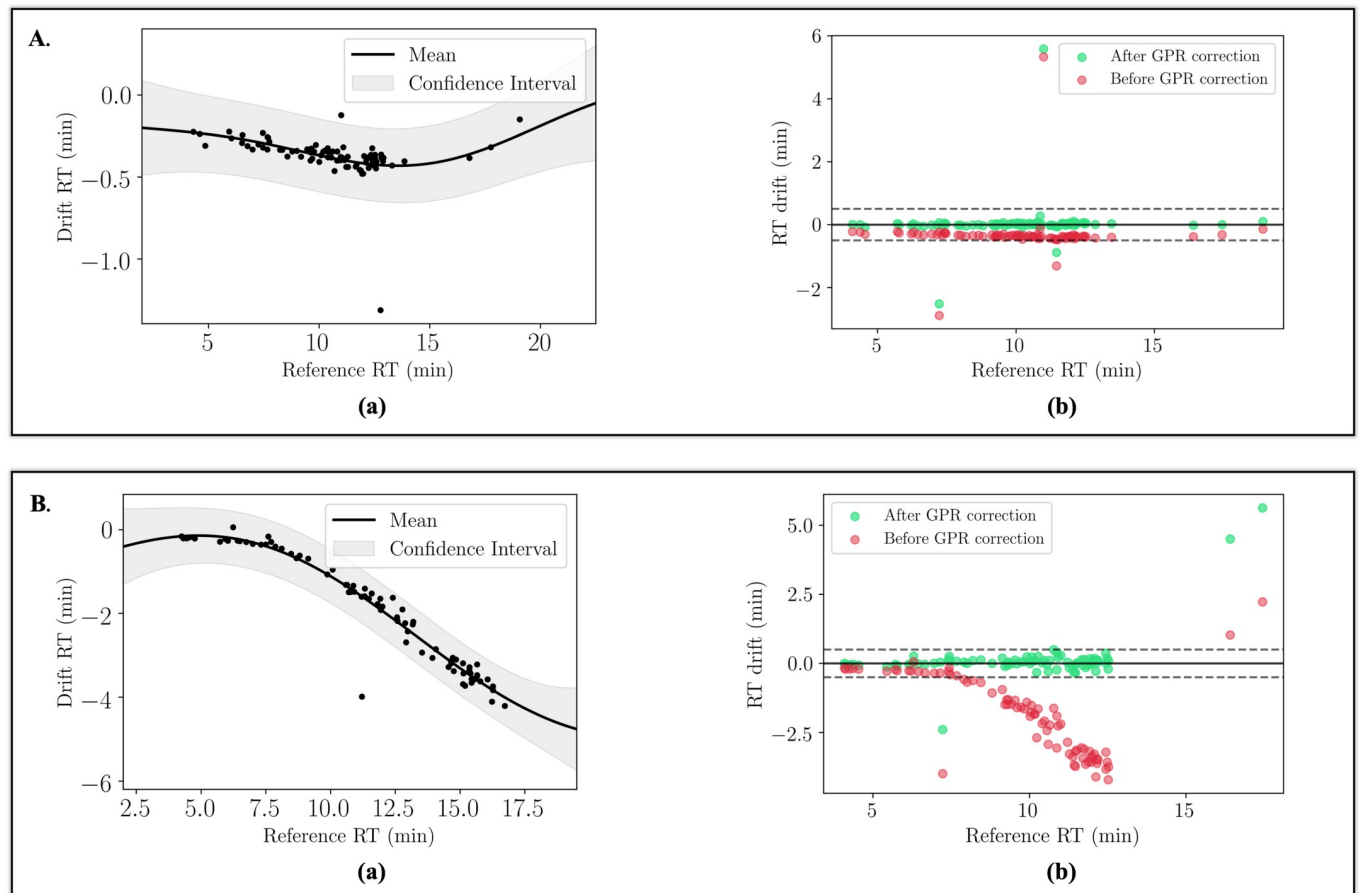 A.
Mean
Confidence Interval
0.0
−0.5
−1.0
Drift RT (min)
5
10
15
20
Reference RT (min)
(a)
After GPR correction
Before GPR correction
6
4
2
0
−2
RT drift (min)
5
10
15
Reference RT (min)
(b)
B.
Mean
Confidence Interval
0
−2
−4
−6
Drift RT (min)
2.5
5.0
7.5
10.0
12.5
15.0
17.5
Reference RT (min)
(a)
After GPR correction
Before GPR correction
5.0
2.5
0.0
−2.5
RT drift (min)
5
10
15
Reference RT (min)
(b)